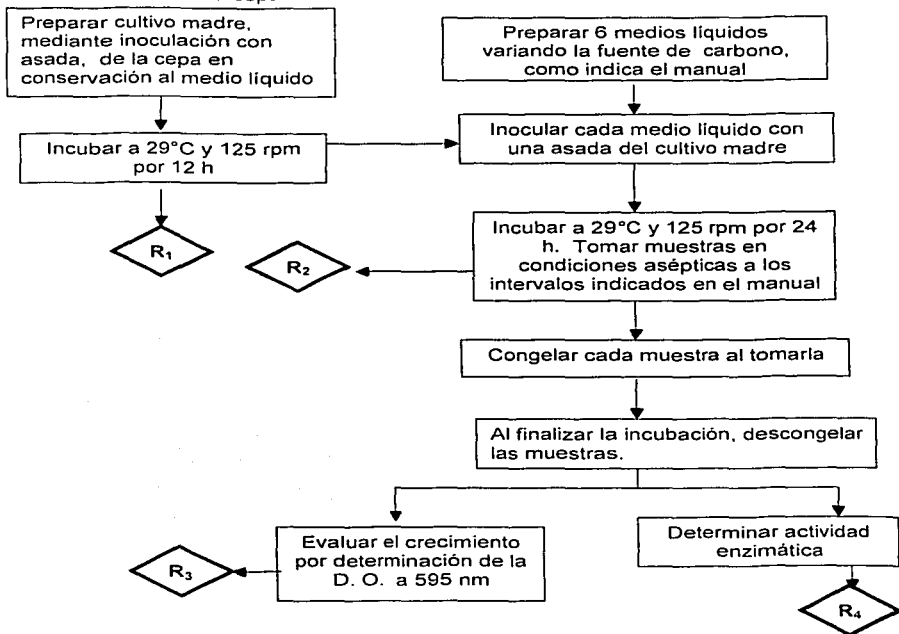 Preparar cultivo madre,
mediante inoculación con
asada, de la cepa en
conservación al medio líquido
Preparar 6 medios líquidos
variando la fuente de carbono,
como indica el manual
Incubar a 29°C y 125 rpm
por 12 h
Inocular cada medio líquido con
una asada del cultivo madre
R₁
R₂
Incubar a 29°C y 125 rpm por 24
h. Tomar muestras en
condiciones asépticas a los
intervalos indicados en el manual
Congelar cada muestra al tomarla
Al finalizar la incubación, descongelar
las muestras.
Evaluar el crecimiento
por determinación de la
D. O. a 595 nm
Determinar actividad
enzimática
R₃
R₄